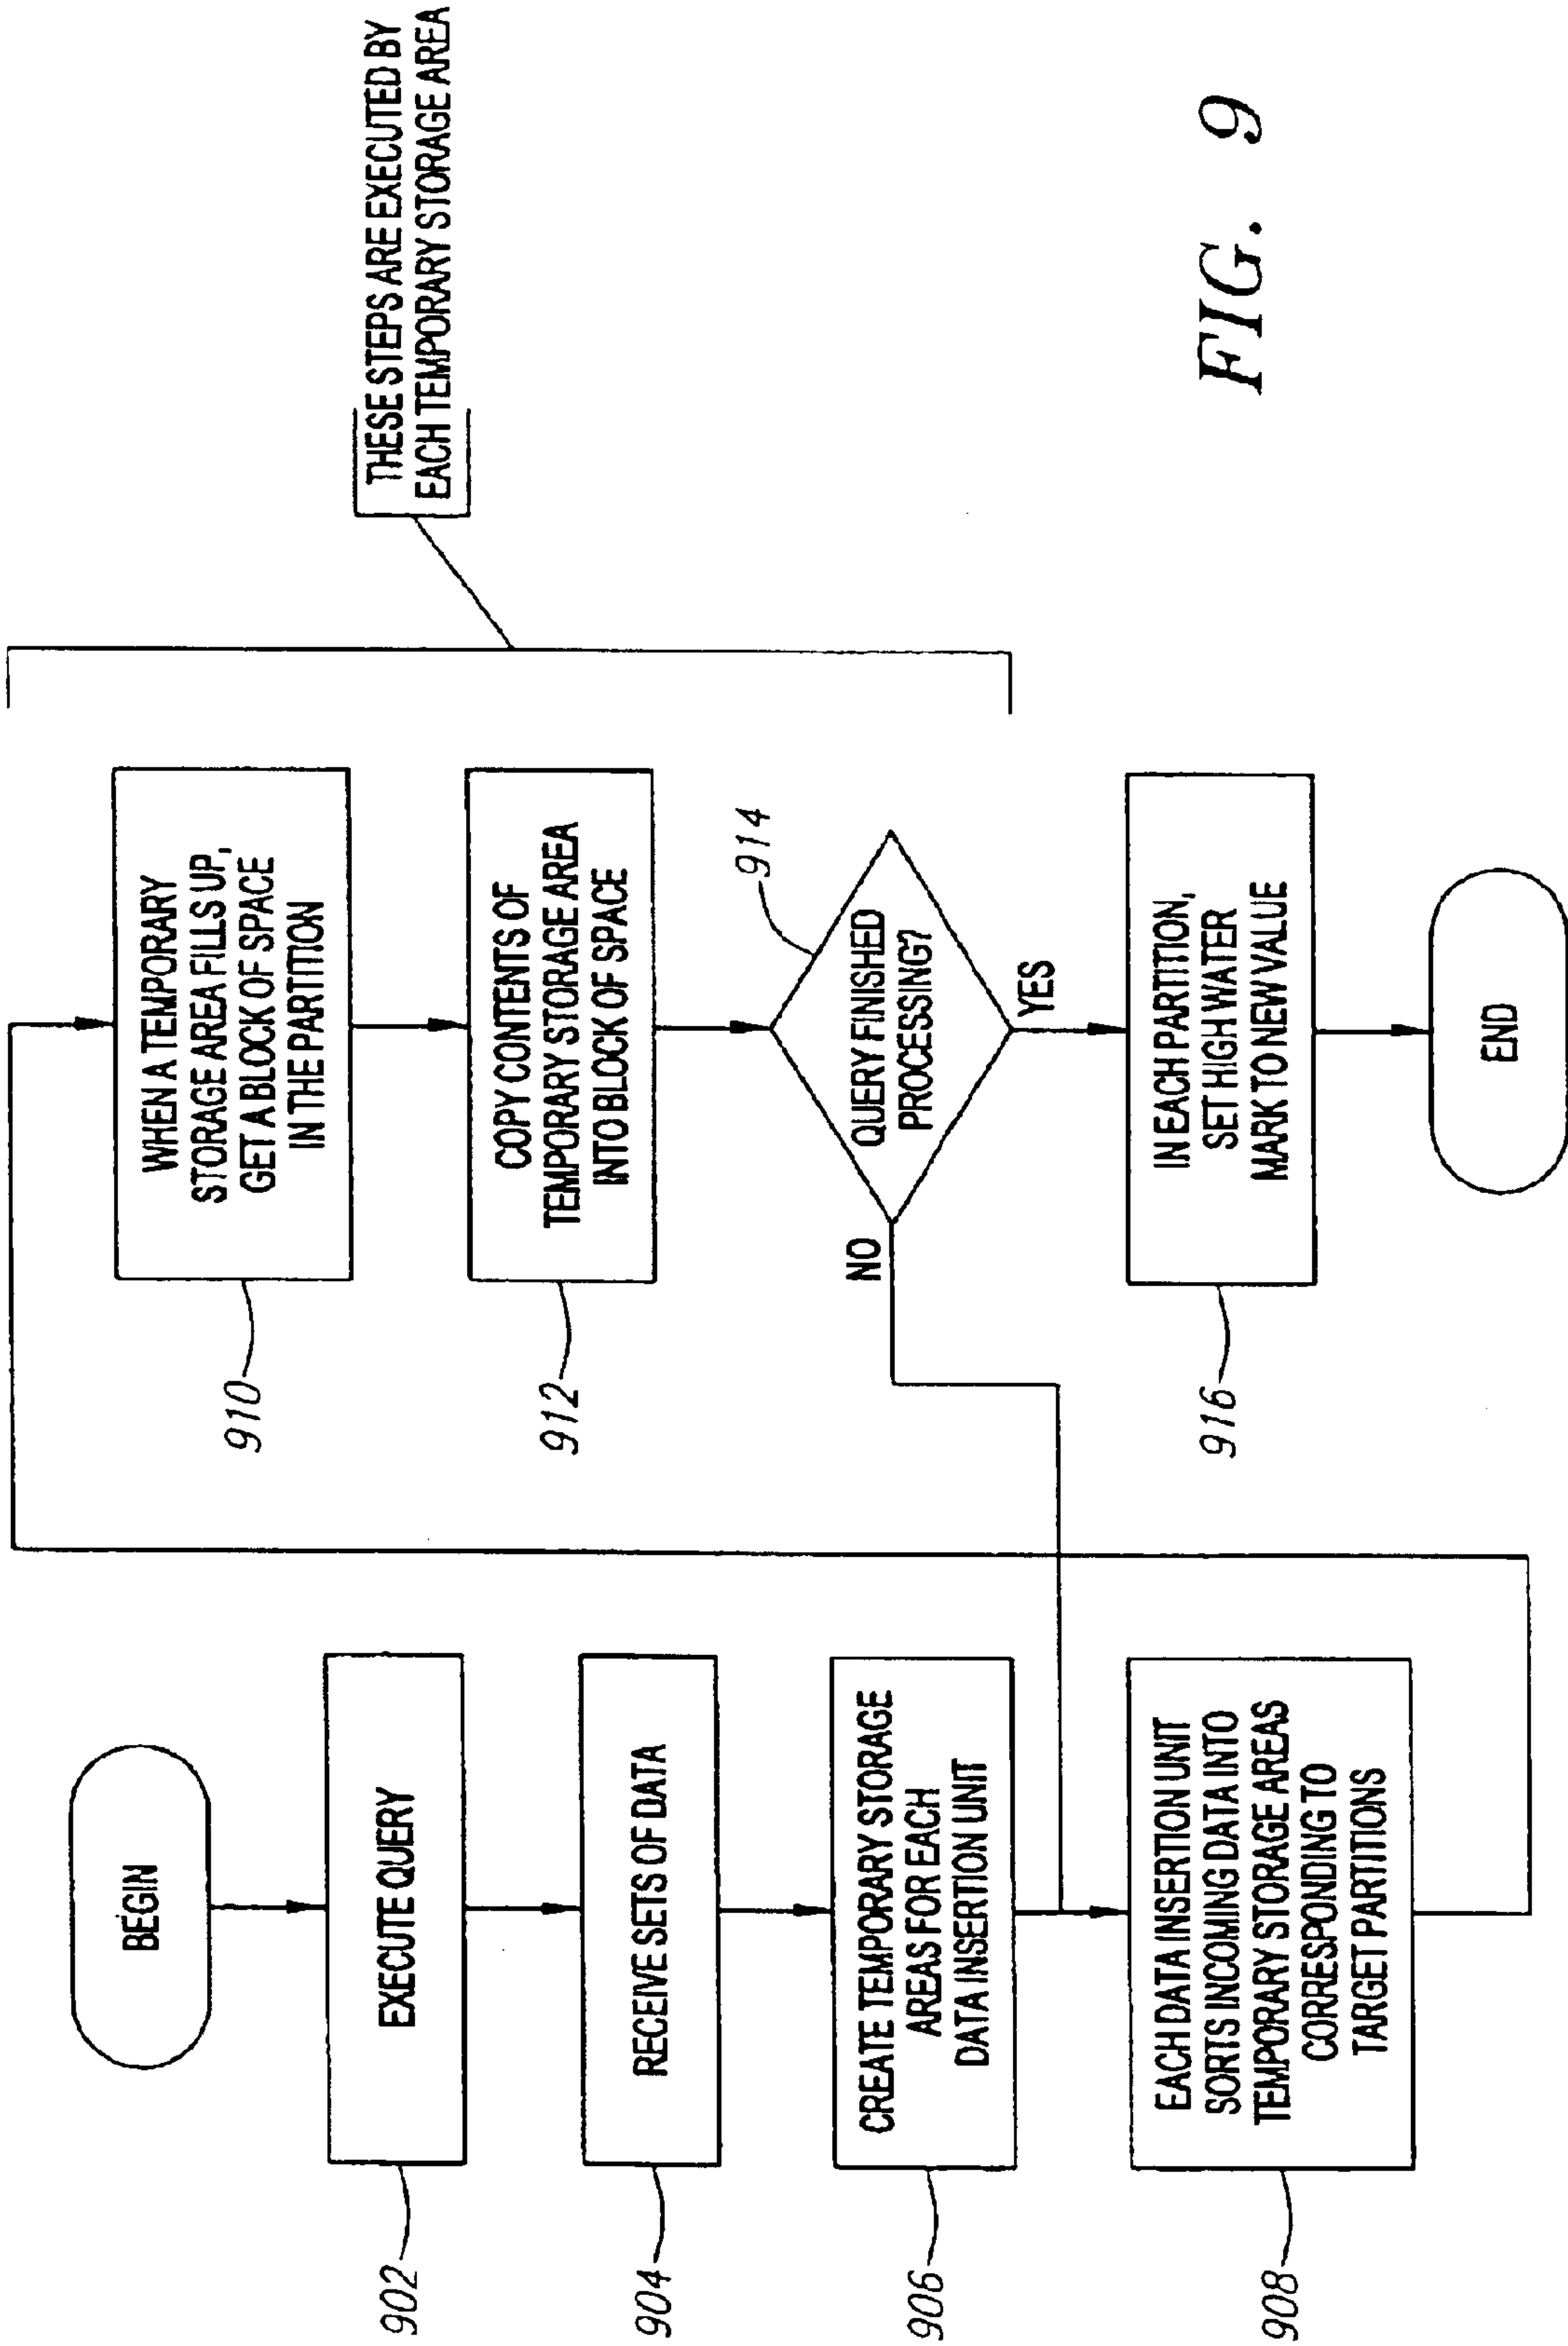 BEGIN
EXECUTE QUERY
902
RECEIVE SETS OF DATA
904
CREATE TEMPORARY STORAGE
AREAS FOR EACH
DATA INSERTION UNIT
906
EACH DATA INSERTION UNIT
SORTS INCOMING DATA INTO
TEMPORARY STORAGE AREAS
CORRESPONDING TO
TARGET PARTITIONS
908
WHEN A TEMPORARY
STORAGE AREA FILLS UP,
GET A BLOCK OF SPACE
IN THE PARTITION
910
COPY CONTENTS OF
TEMPORARY STORAGE AREA
INTO BLOCK OF SPACE
912
QUERY FINISHED
PROCESSING?
914
NO
YES
IN EACH PARTITION,
SET HIGH WATER
MARK TO NEW VALUE
916
END
THESE STEPS ARE EXECUTED BY
EACH TEMPORARY STORAGE AREA
FIG. 9